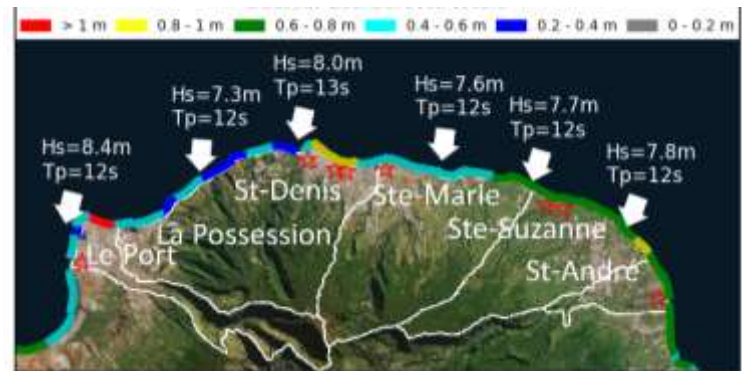 > 1 m 0.8 - 1 m 0.6 - 0.8 m 0.4 - 0.6 m 0.2 - 0.4 m 0 - 0.2 m
Hs=8.0m
Tp=13s
Hs=7.3m
Tp=12s
Hs=7.6m
Tp=12s
Hs=7.7m
Tp=12s
Hs=8.4m
Tp=12s
Hs=7.8m
Tp=12s
St-Denis
Ste-Marie
La Possession
Ste-Suzanne
Le Port
St-André